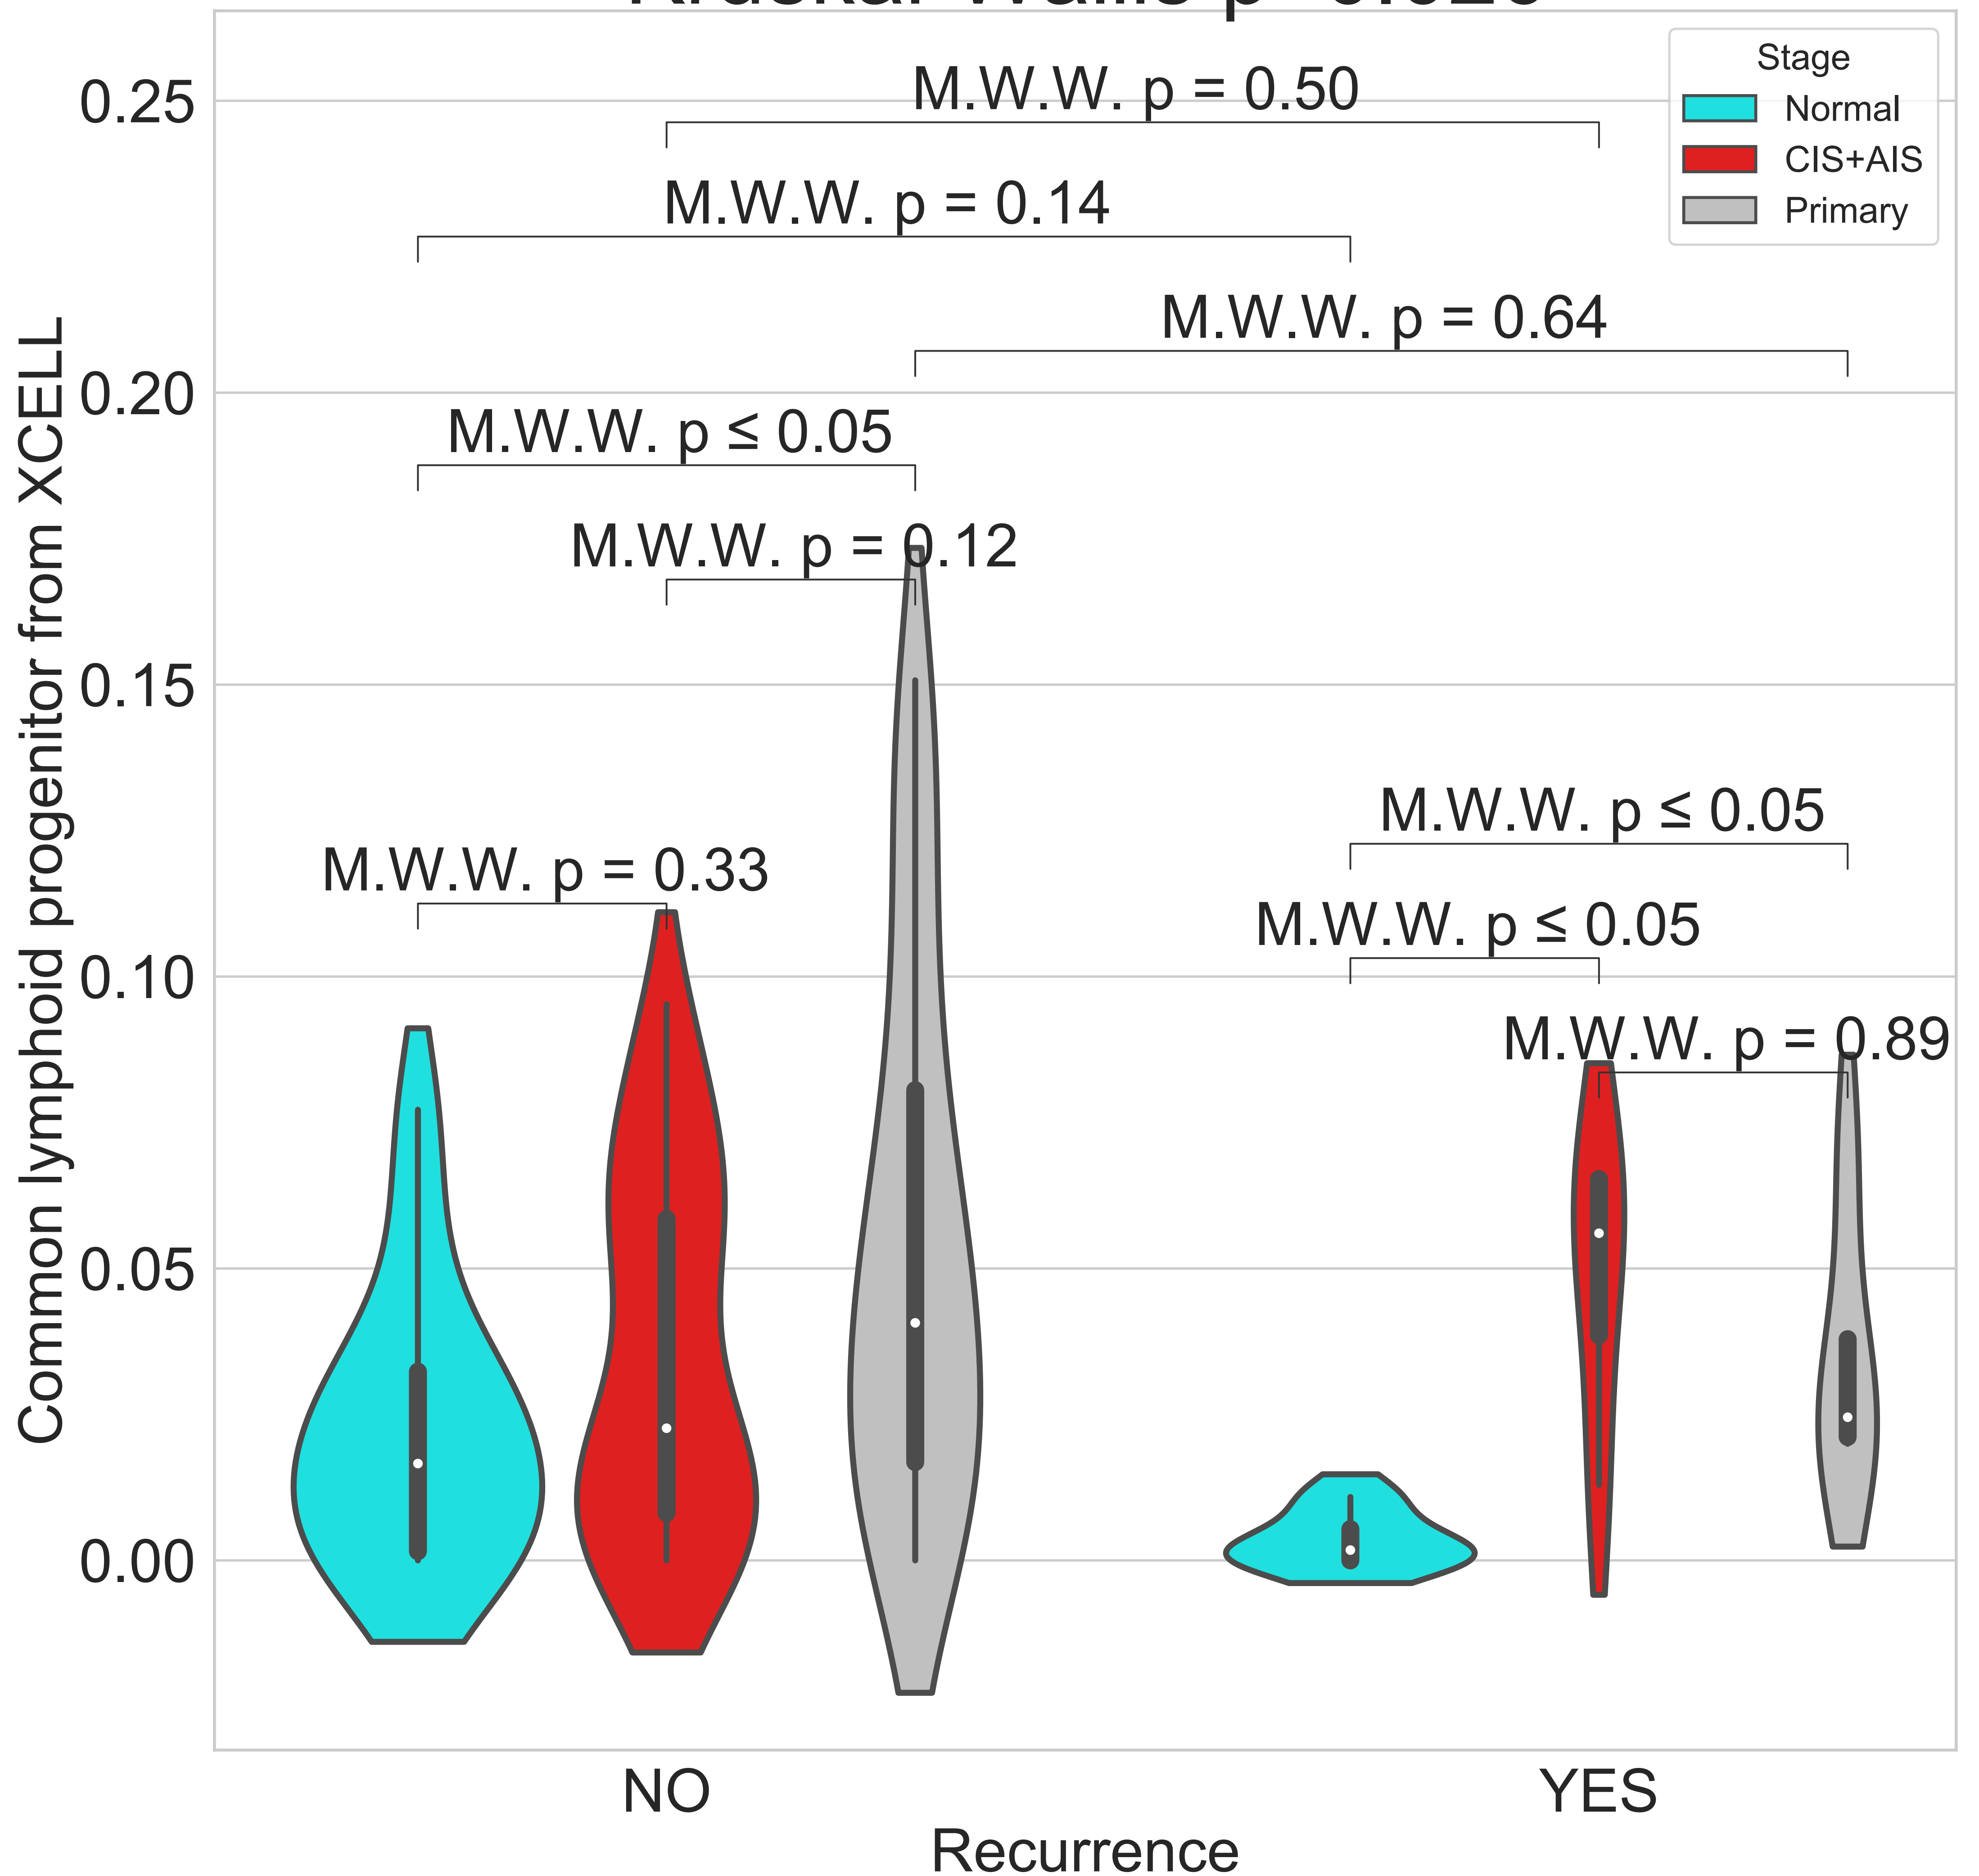 M.W.W. p = 0.50
M.W.W. p = 0.14
M.W.W. p = 0.64
M.W.W. p ≤ 0.05
M.W.W. p = 0.12
M.W.W. p = 0.33
M.W.W. p ≤ 0.05
M.W.W. p ≤ 0.05
M.W.W. p = 0.89
Stage
Normal
CIS+AIS
Primary
Common lymphoid progenitor from XCELL
0.25
0.20
0.15
0.10
0.05
0.00
NO
YES
Recurrence